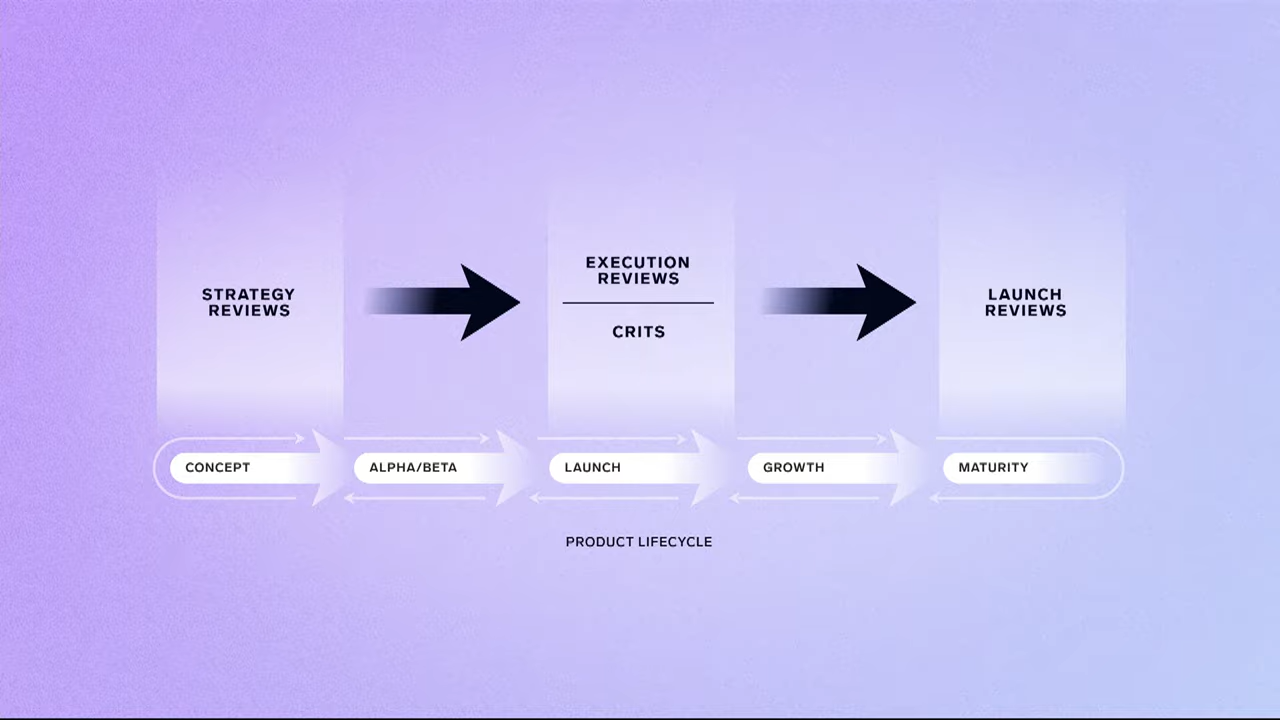 STRATEGY
REVIEWS
EXECUTION
REVIEWS
CRITS
LAUNCH
REVIEWS
CONCEPT
ALPHA/BETA
LAUNCH
GROWTH
MATURITY
PRODUCT LIFECYCLE